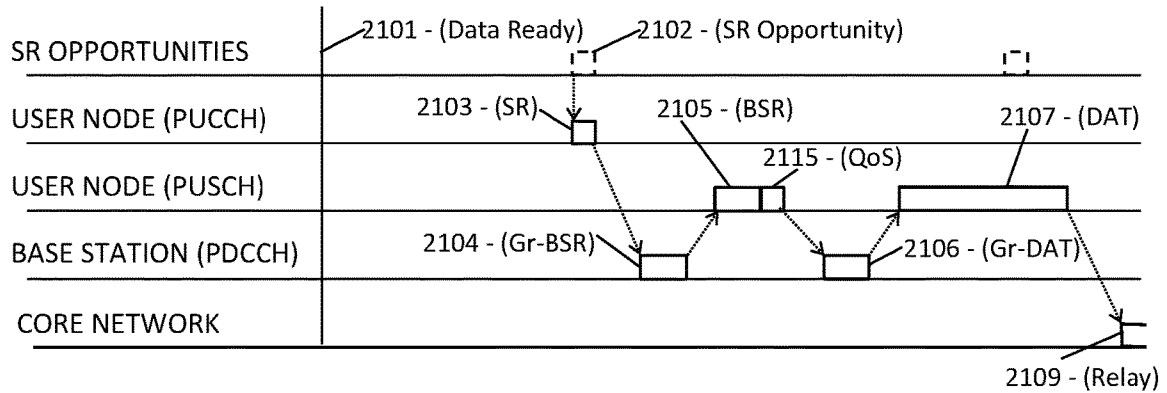 2101 - (Data Ready)
2102 - (SR Opportunity)
SR OPPORTUNITIES
2103 - (SR)
2105 - (BSR)
2107 - (DAT)
USER NODE (PUCCH)
2115 - (QoS)
USER NODE (PUSCH)
2104 - (Gr-BSR)
2106 - (Gr-DAT)
BASE STATION (PDCCH)
CORE NETWORK
2109 - (Relay)